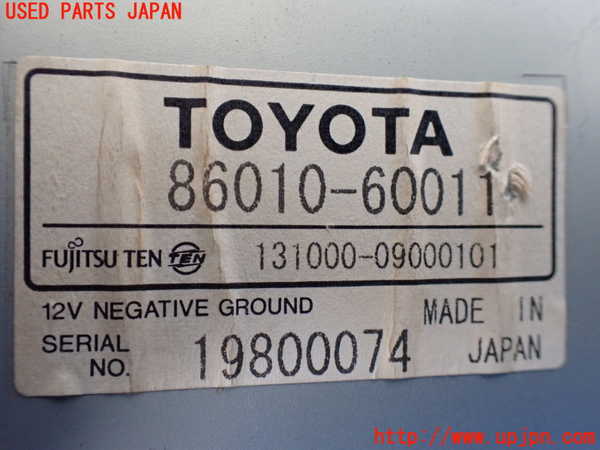 USED PARTS JAPAN
TOYOTA
86010-60011
FUJITSU TEN TEN 131000-09000101
12V NEGATIVE GROUND MADE IN
SERIAL NO. 19800074 JAPAN
http://www.upjpn.com